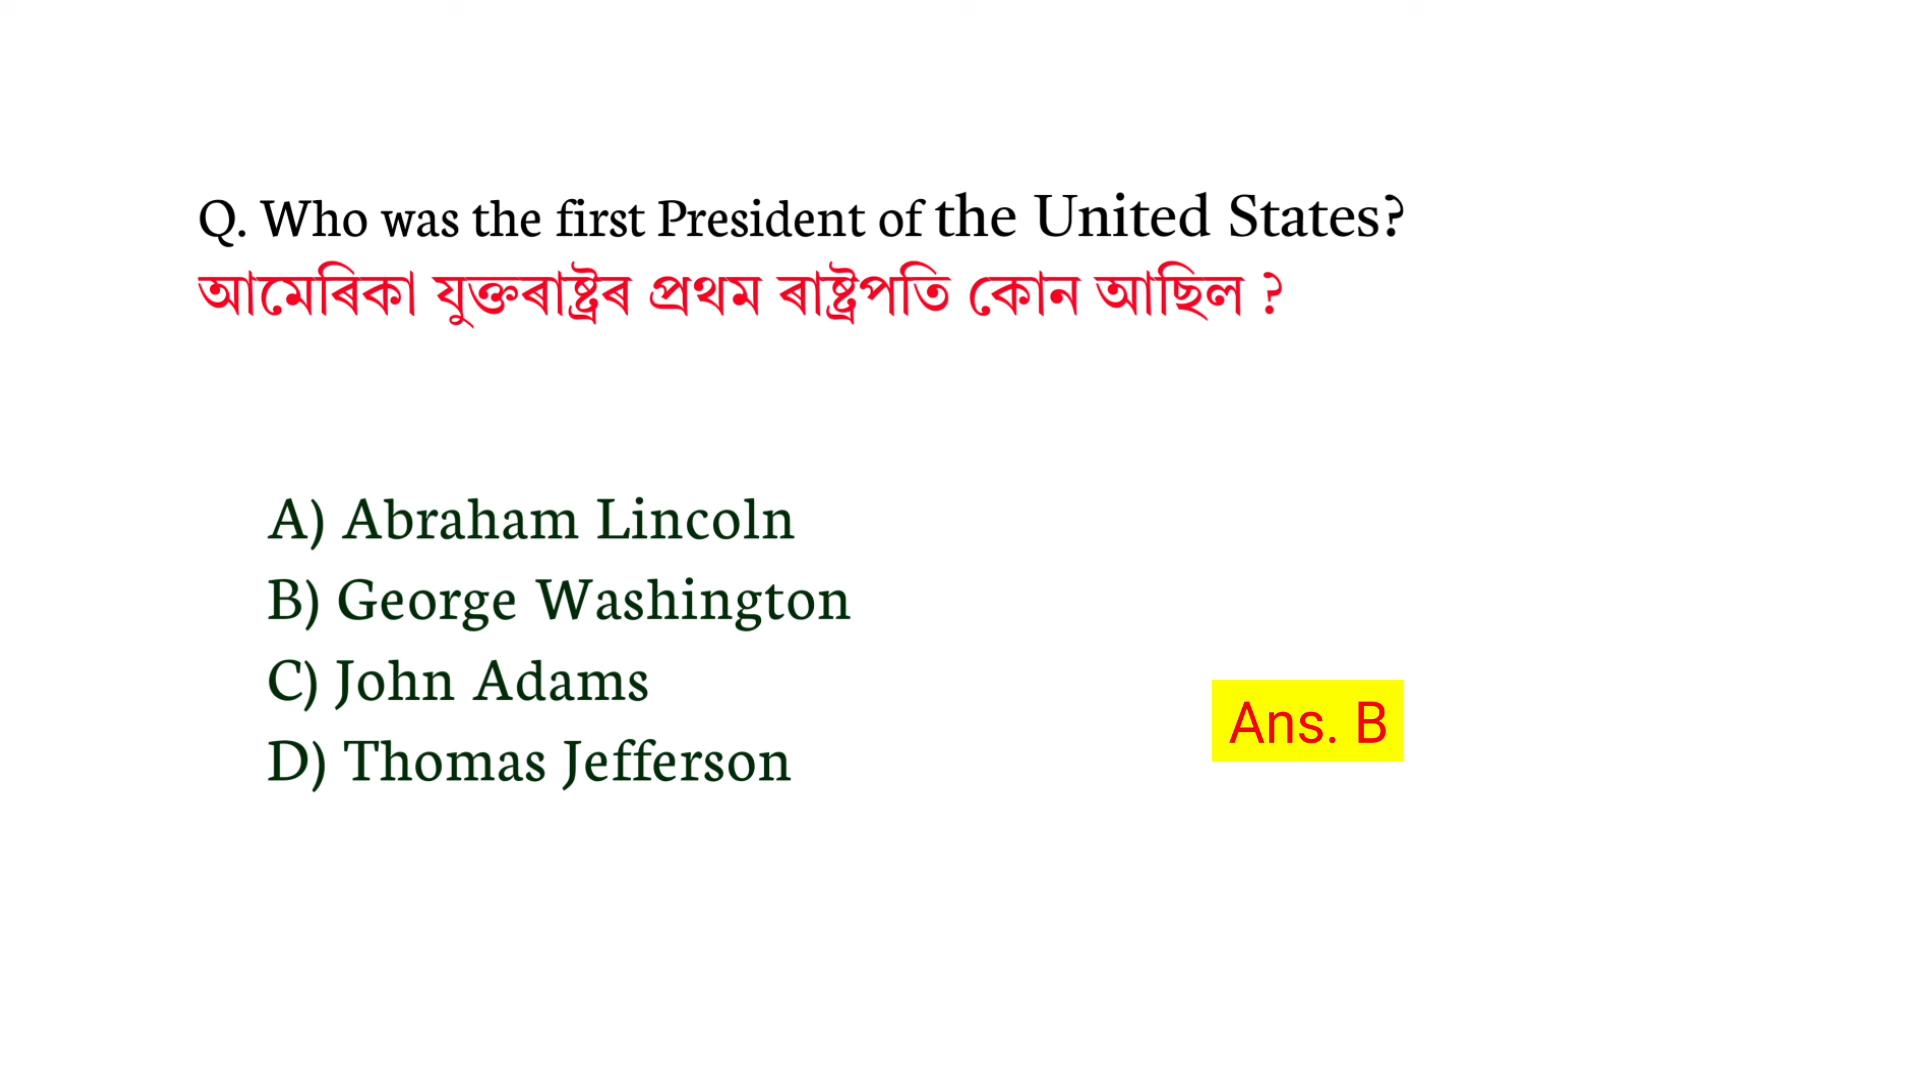 Q. Who was the first President of the United States?
আমেৰিকা যুক্তৰাষ্ট্ৰৰ প্ৰথম ৰাষ্ট্ৰপতি কোন আছিল ?
A) Abraham Lincoln
B) George Washington
C) John Adams
D) Thomas Jefferson
Ans. B